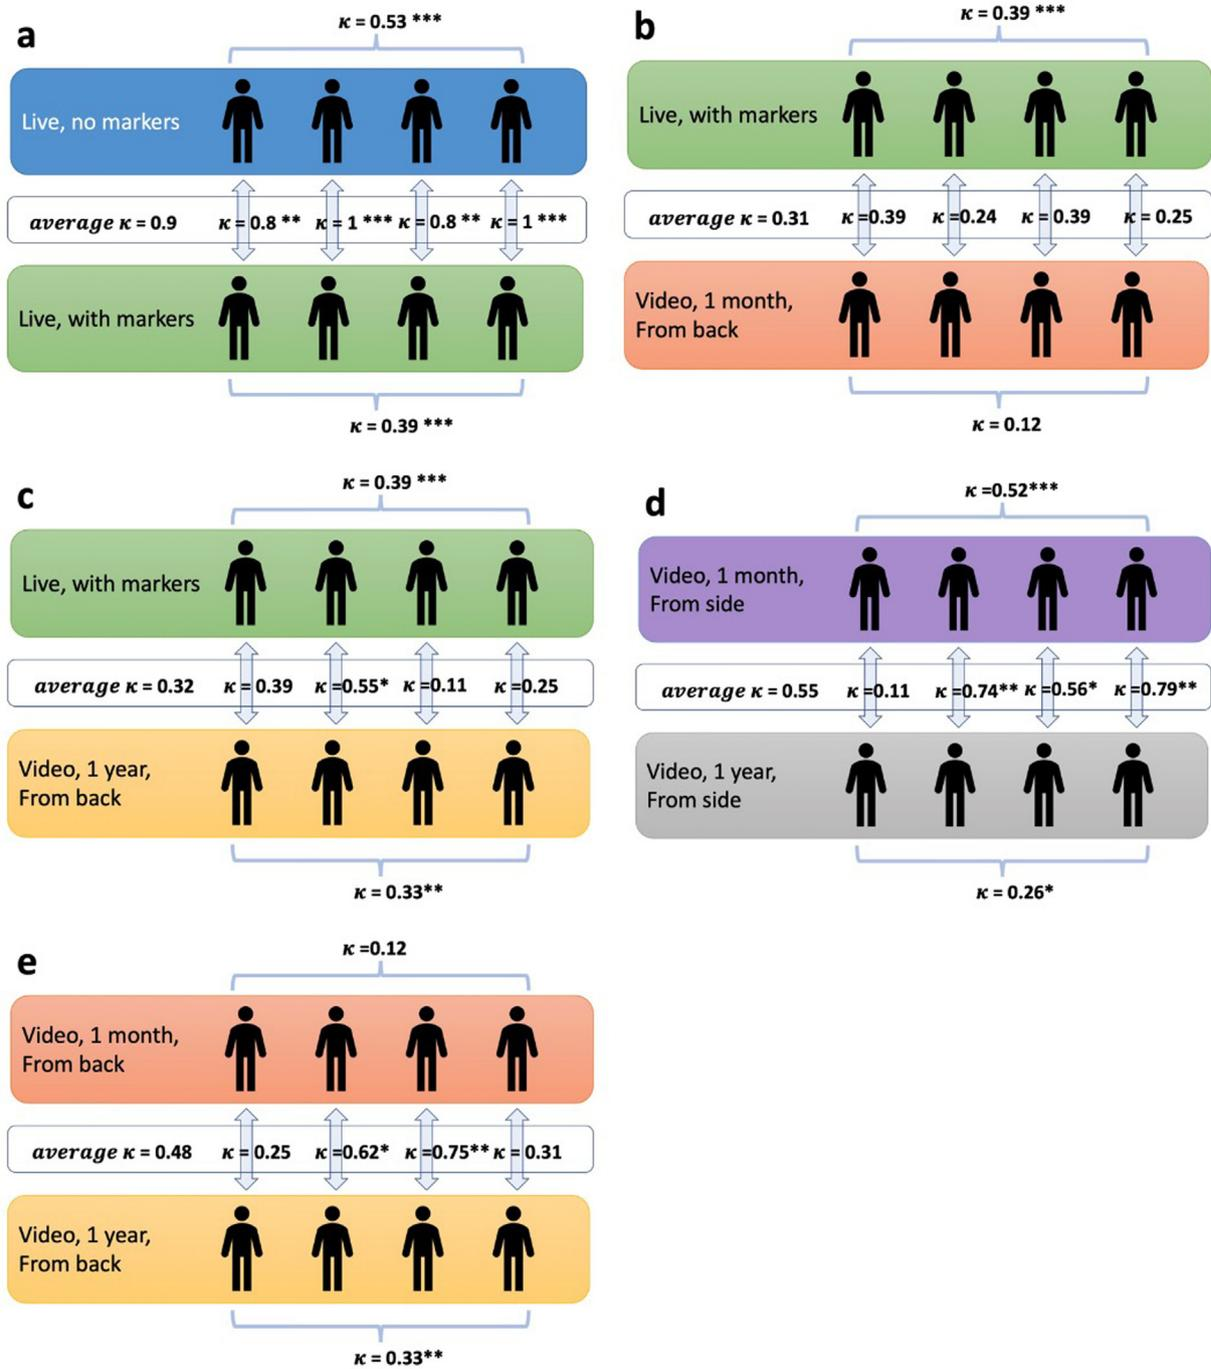 a
κ = 0.53 ***
Live, no markers
average κ = 0.9 κ = 0.8 ** κ = 1 *** κ = 0.8 ** κ = 1 ***
Live, with markers
κ = 0.39 ***
b
κ = 0.39 ***
Live, with markers
average κ = 0.31 κ =0.39 κ =0.24 κ =0.39 κ = 0.25
Video, 1 month,
From back
κ = 0.12
c
κ = 0.39 ***
Live, with markers
average κ = 0.32 κ = 0.39 κ =0.55* κ =0.11 κ =0.25
Video, 1 year,
From back
κ = 0.33**
d
κ =0.52***
Video, 1 month,
From side
average κ = 0.55 κ =0.11 κ =0.74** κ =0.56* κ =0.79**
Video, 1 year,
From side
κ = 0.26*
e
κ =0.12
Video, 1 month,
From back
average κ = 0.48 κ = 0.25 κ =0.62* κ =0.75** κ = 0.31
Video, 1 year,
From back
κ = 0.33**